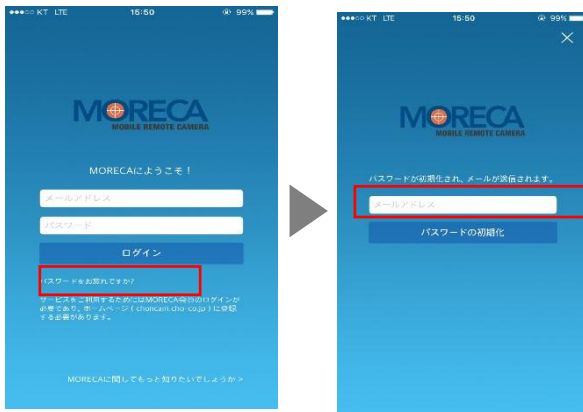 KT LTE 15:50 99%
MORECA
MOBILE REMOTE CAMERA
MORECAにようこそ！
メールアドレス
パスワード
ログイン
パスワードをお忘れですか?
サービスをご利用するためにはMORECA会員のログインが
必要であり、ホームページ ( choncam.cho-co.jp ) に登録
する必要があります。
MORECAに関してもっと知りたいでしょうか >
KT LTE 15:50 99%
MORECA
MOBILE REMOTE CAMERA
パスワードが初期化され、メールが送信されます。
メールアドレス
パスワードの初期化